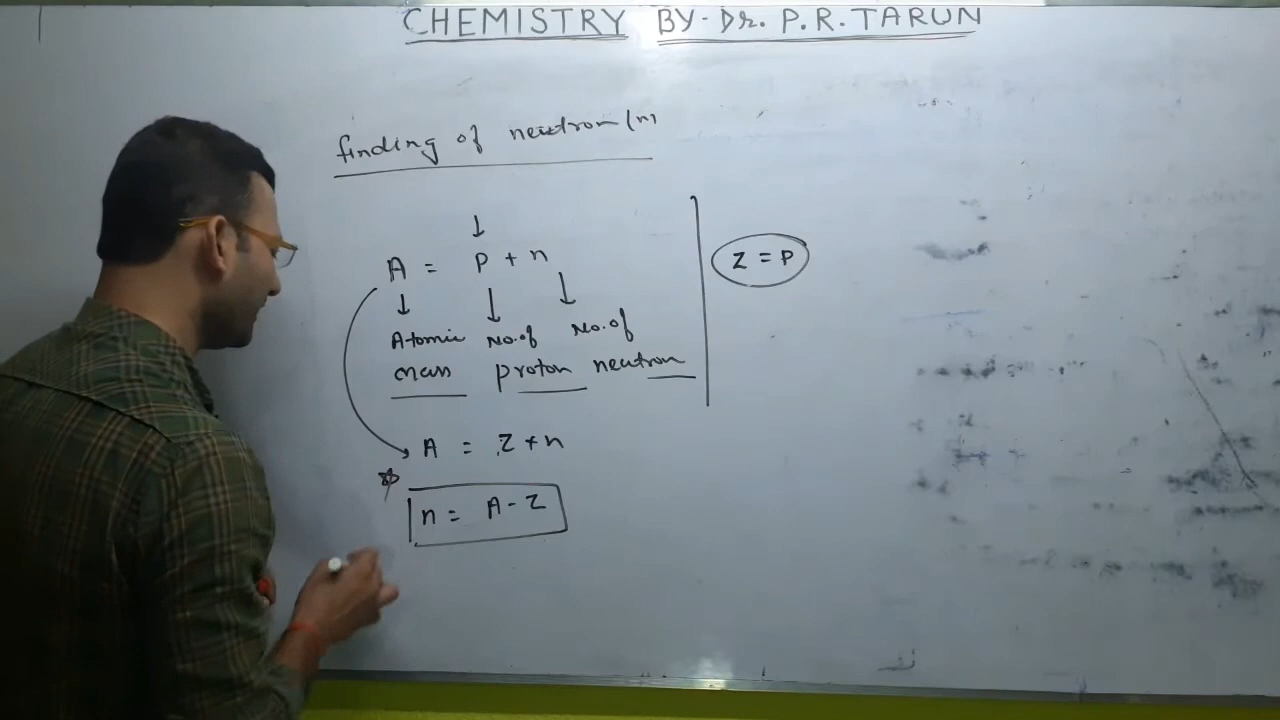 CHEMISTRY BY- Dr. P.R. TARUN
finding of neutron (n)
A = P + n
Atomic mass
No. of proton
No. of neutron
Z = P
A = Z + n
n = A - Z